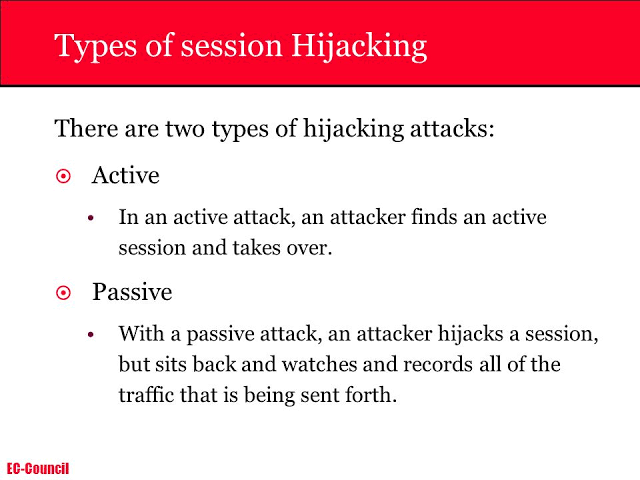 Types of session Hijacking
There are two types of hijacking attacks:
Active
• In an active attack, an attacker finds an active
session and takes over.
Passive
• With a passive attack, an attacker hijacks a session,
but sits back and watches and records all of the
traffic that is being sent forth.
EC-Council